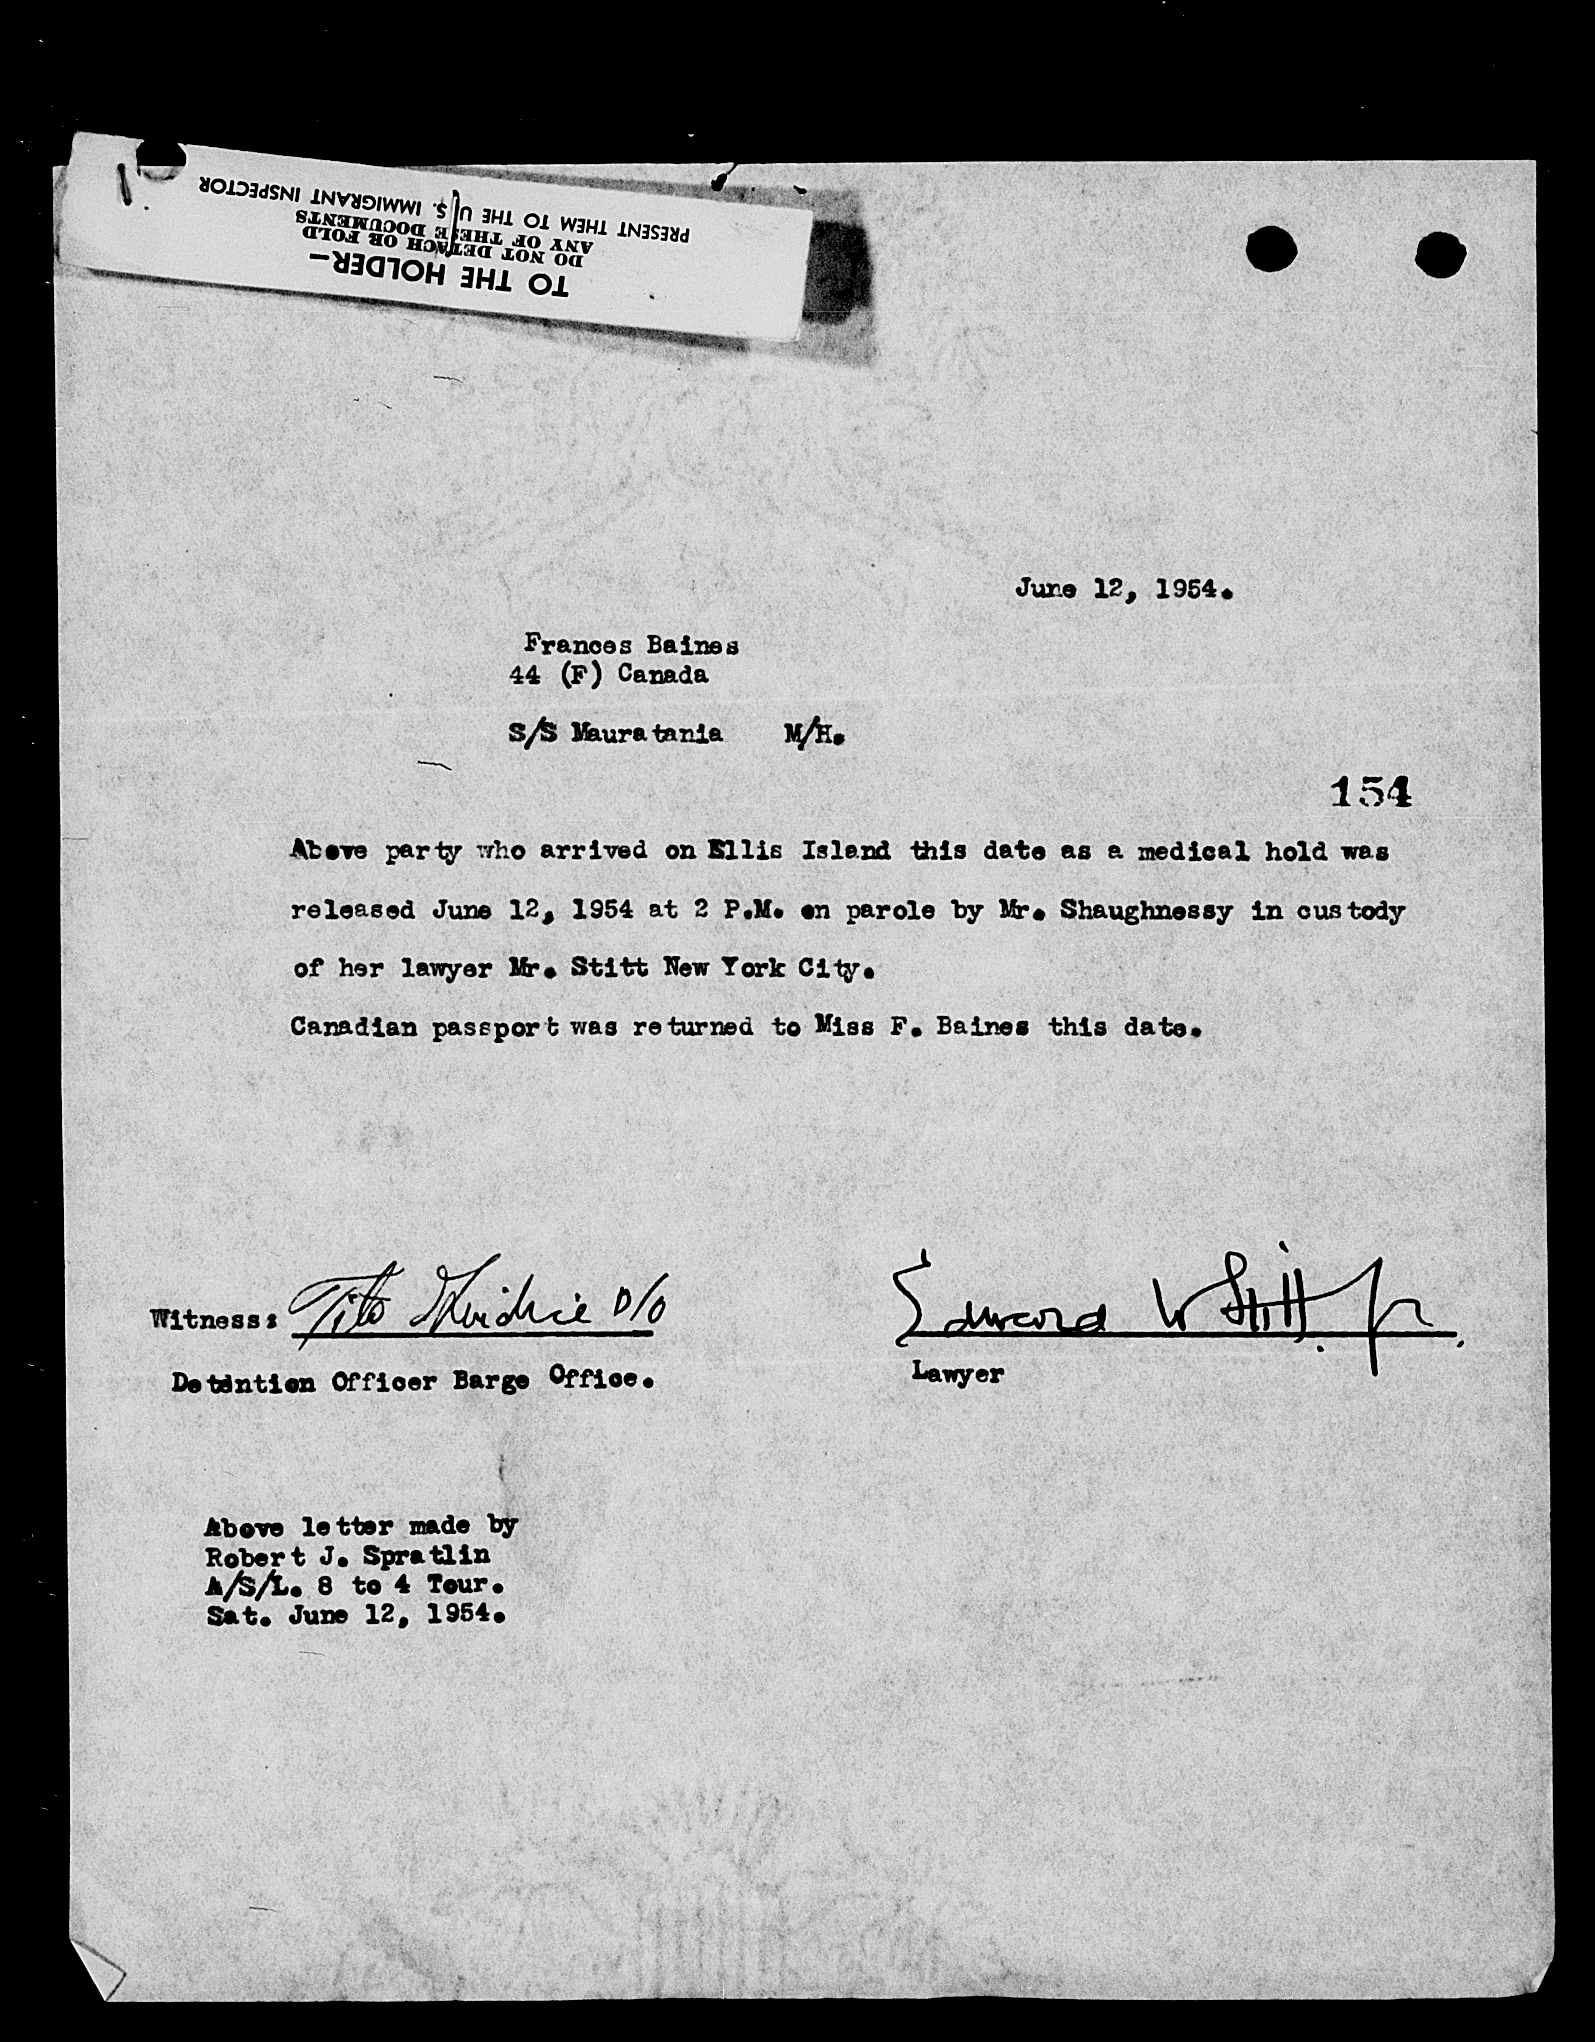 TO THE HOLDER—
DO NOT DETACH OR FOLD
ANY OF THESE DOCUMENTS
PRESENT THEM TO THE U.S. IMMIGRANT INSPECTOR
June 12, 1954.
Frances Baines
44 (F) Canada
S/S Mauratania M/H.
154
Above party who arrived on Ellis Island this date as a medical hold was
released June 12, 1954 at 2 P.M. on parole by Mr. Shaughnessy in custody
of her lawyer Mr. Stitt New York City.
Canadian passport was returned to Miss F. Baines this date.
Witness: Tito D/O
Edward W Stitt. Jr.
Detention Officer Barge Office.
Lawyer
Above letter made by
Robert J. Spratlin
A/S/L. 8 to 4 Tour.
Sat. June 12, 1954.